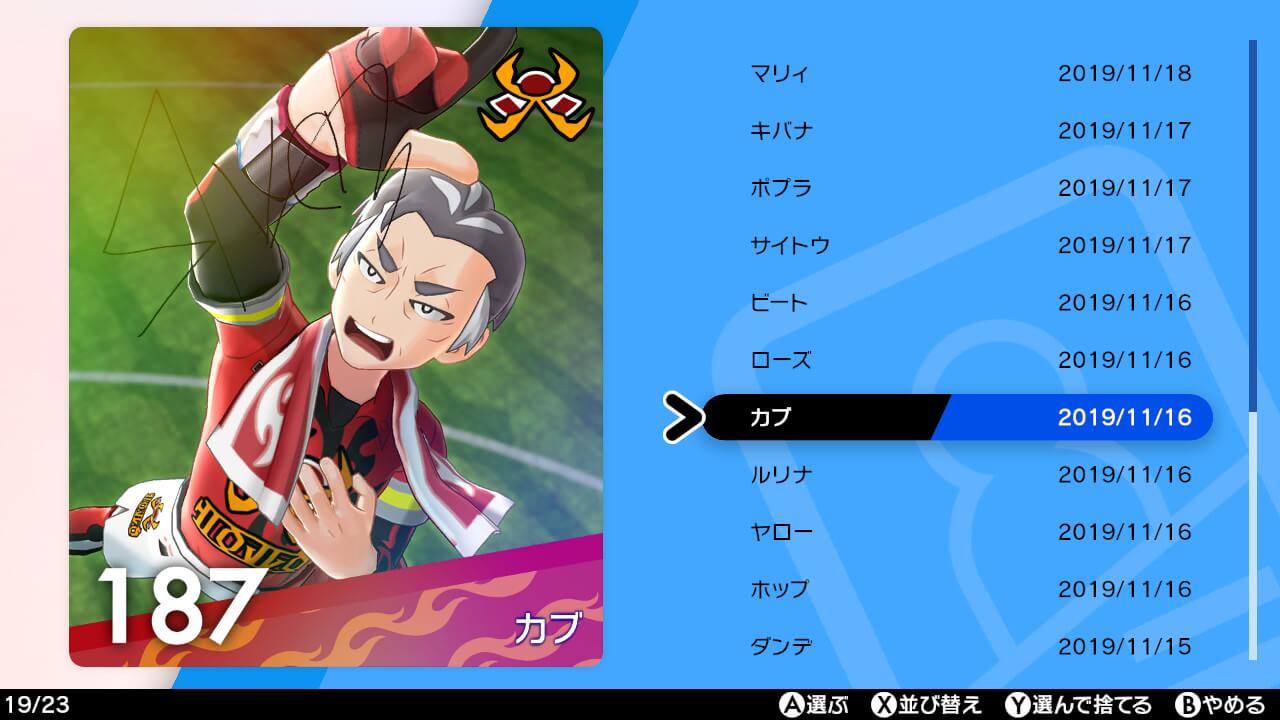 マリィ 2019/11/18
キバナ 2019/11/17
ポプラ 2019/11/17
サイトウ 2019/11/17
ビート 2019/11/16
ローズ 2019/11/16
カブ 2019/11/16
ルリナ 2019/11/16
ヤロー 2019/11/16
ホップ 2019/11/16
ダンデ 2019/11/15
187
カブ
19/23 A選ぶ X並び替え Y選んで捨てる Bやめる